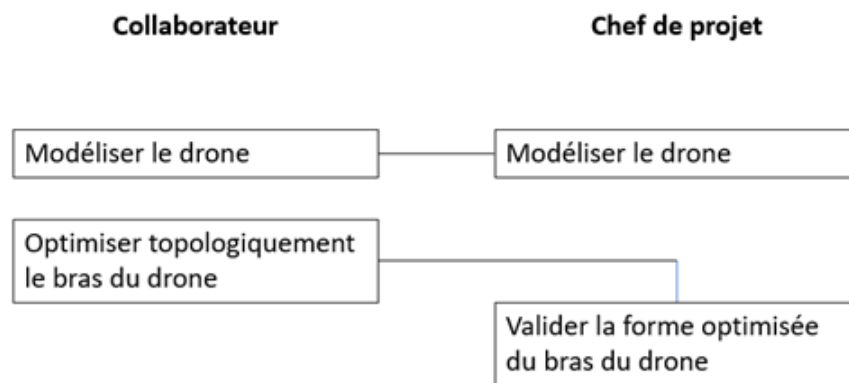 Collaborateur
Chef de projet
Modéliser le drone
Modéliser le drone
Optimiser topologiquement
le bras du drone
Valider la forme optimisée
du bras du drone